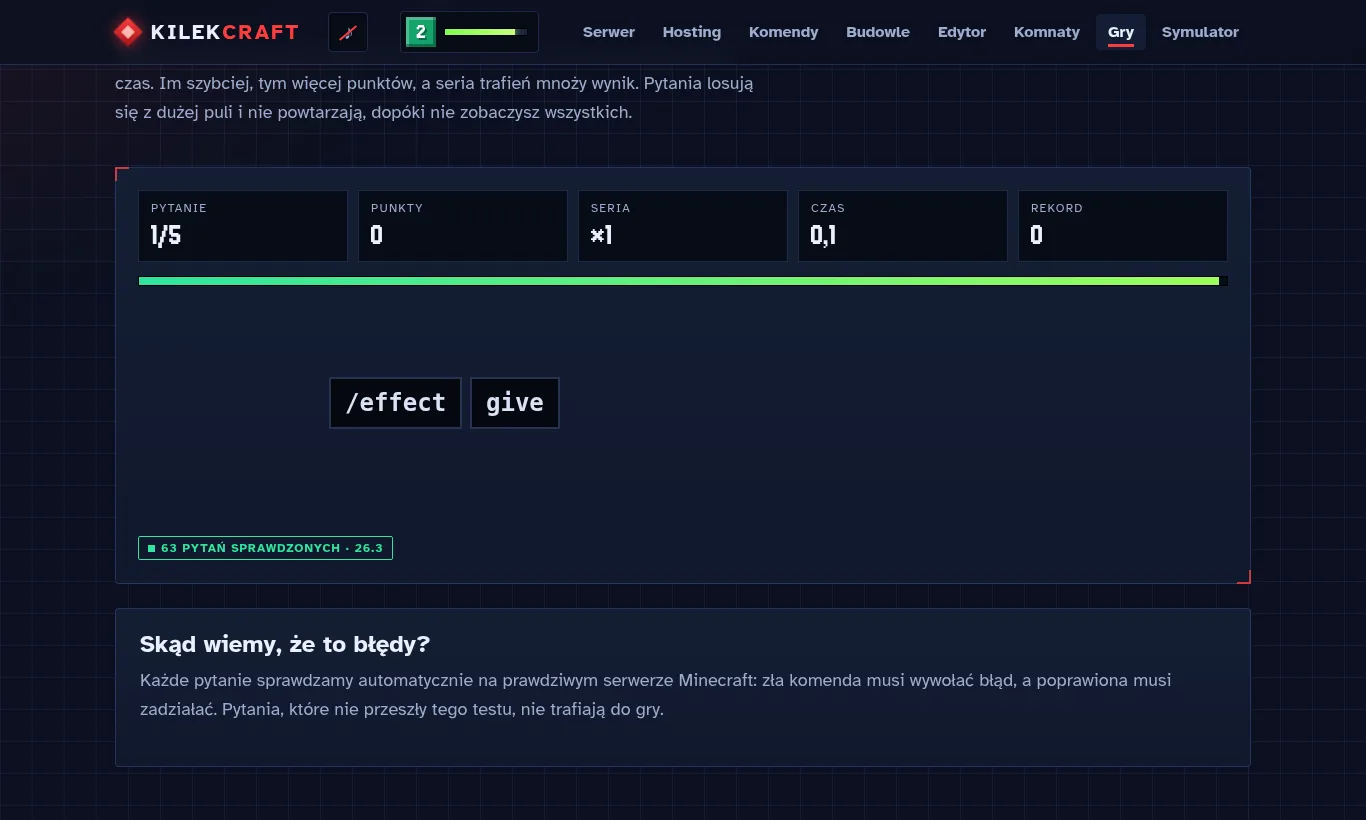 KILEKCRAFT
2
Serwer
Hosting
Komendy
Budowle
Edytor
Komnaty
Gry
Symulator
czas. Im szybciej, tym więcej punktów, a seria trafień mnoży wynik. Pytania losują
się z dużej puli i nie powtarzają, dopóki nie zobaczysz wszystkich.
PYTANIE
1/5
PUNKTY
0
SERIA
×1
CZAS
0,1
REKORD
0
/effect give
63 PYTAŃ SPRAWDZONYCH · 26.3
Skąd wiemy, że to błędy?
Każde pytanie sprawdzamy automatycznie na prawdziwym serwerze Minecraft: zła komenda musi wywołać błąd, a poprawiona musi
zadziałać. Pytania, które nie przeszły tego testu, nie trafiają do gry.